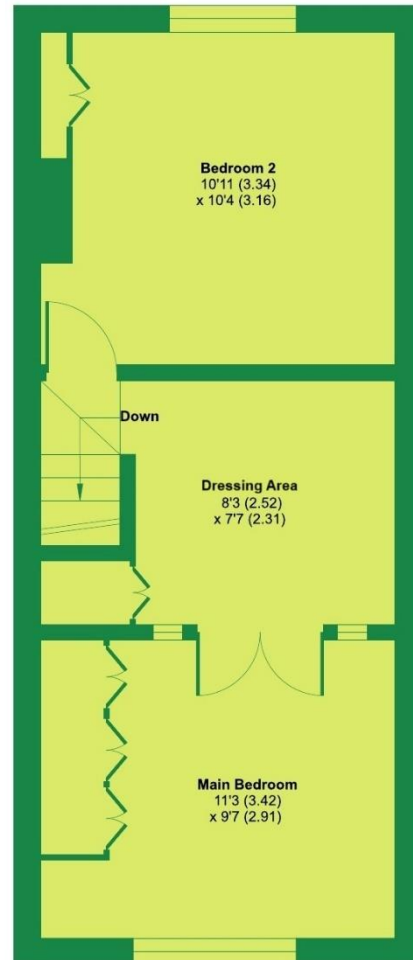 Bedroom 2
10'11 (3.34)
x 10'4 (3.16)
Down
Dressing Area
8'3 (2.52)
x 7'7 (2.31)
Main Bedroom
11'3 (3.42)
x 9'7 (2.91)